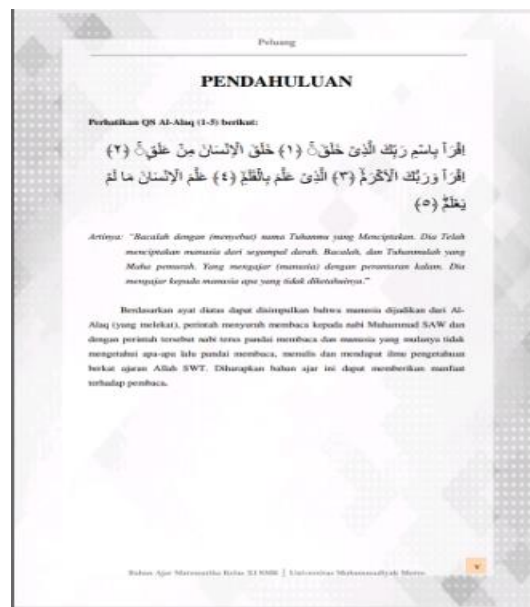 Peluang
PENDAHULUAN
Perhatikan QS Al-Alaq (1-5) berikut:
اِقْرَأْ بِاسْمِ رَبِّكَ الَّذِيْ خَلَقَۚ (١) خَلَقَ الْاِنْسَانَ مِنْ عَلَقٍۚ (٢)
اِقْرَأْ وَرَبُّكَ الْاَكْرَمُۙ (٣) الَّذِيْ عَلَّمَ بِالْقَلَمِۙ (٤) عَلَّمَ الْاِنْسَانَ مَا لَمْ
يَعْلَمْۗ (٥)
Artinya: "Bacalah dengan (menyebut) nama Tuhanmu yang Menciptakan. Dia Telah
menciptakan manusia dari segumpal darah. Bacalah, dan Tuhanmulah yang
Maha pemurah. Yang mengajar (manusia) dengan perantaran kalam. Dia
mengajar kepada manusia apa yang tidak diketahuinya."
Berdasarkan ayat diatas dapat disimpulkan bahwa manusia dijadikan dari Al-
Alaq (yang melekat), perintah menyuruh membaca kepada nabi Muhammad SAW dan
dengan perintah tersebut nabi terus pandai membaca dan manusia yang mulanya tidak
mengetahui apa-apa lalu pandai membaca, menulis dan mendapat ilmu pengetahuan
berkat ajaran Allah SWT. Diharapkan bahan ajar ini dapat memberikan manfaat
terhadap pembaca.
Bahan Ajar Matematika Kelas XI SMK | Universitas Muhammadiyah Metro
v